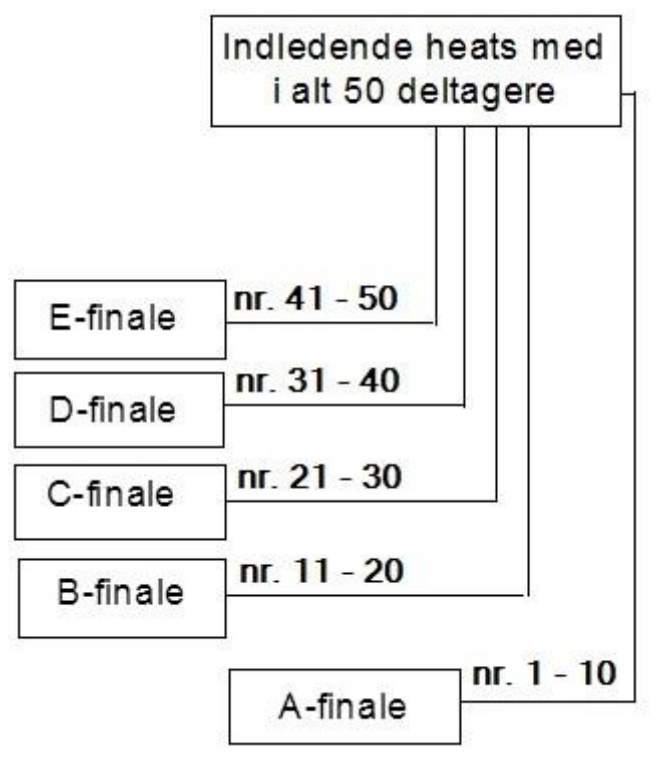 Indledende heats med
i alt 50 deltagere
nr. 41 - 50
E-finale
nr. 31 - 40
D-finale
nr. 21 - 30
C-finale
nr. 11 - 20
B-finale
nr. 1 - 10
A-finale